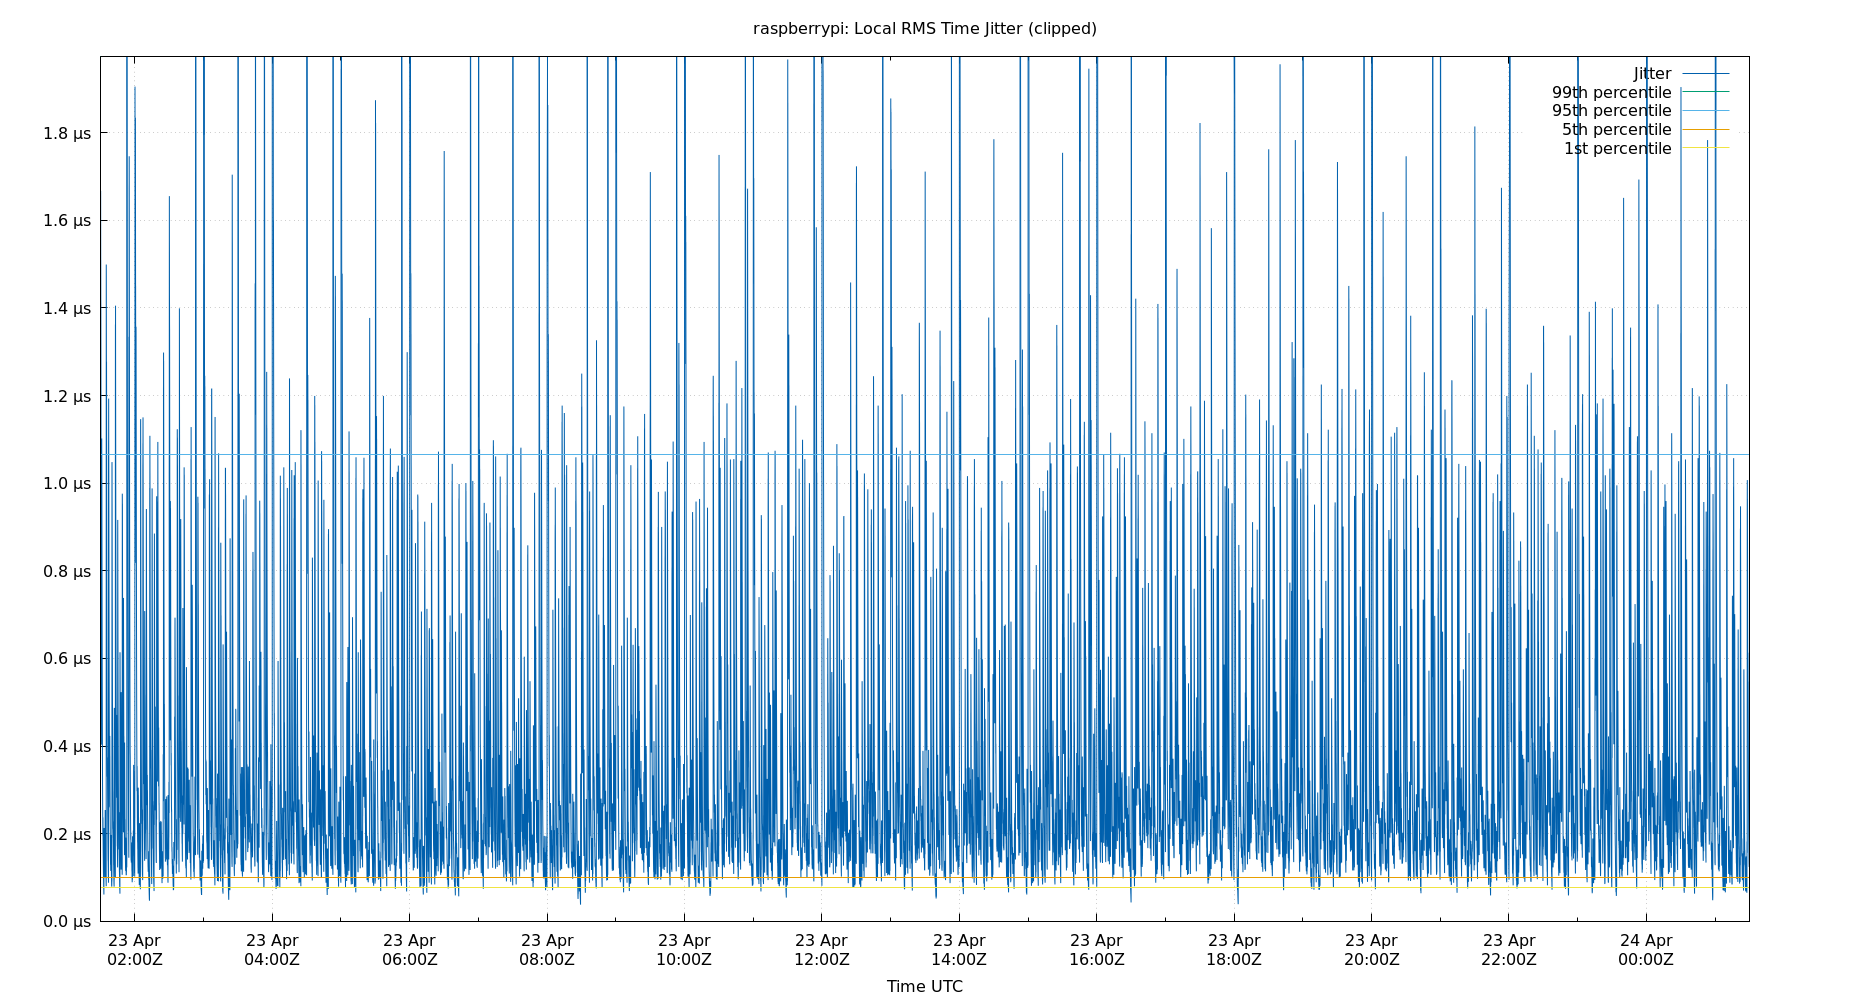 raspberrypi: Local RMS Time Jitter (clipped)
Jitter
99th percentile
95th percentile
5th percentile
1st percentile
1.8 μs
1.6 μs
1.4 μs
1.2 μs
1.0 μs
0.8 μs
0.6 μs
0.4 μs
0.2 μs
0.0 μs
23 Apr 23 Apr 23 Apr 23 Apr 23 Apr 23 Apr 23 Apr 23 Apr 23 Apr 23 Apr 23 Apr 24 Apr
02:00Z 04:00Z 06:00Z 08:00Z 10:00Z 12:00Z 14:00Z 16:00Z 18:00Z 20:00Z 22:00Z 00:00Z
Time UTC